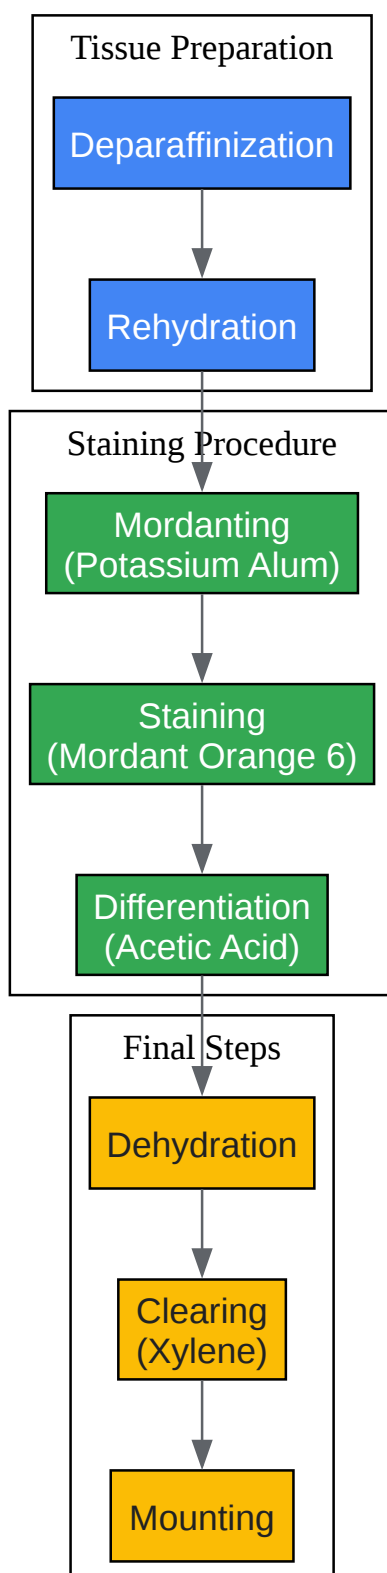 Tissue Preparation
Deparaffinization
Rehydration
Staining Procedure
Mordanting
(Potassium Alum)
Staining
(Mordant Orange 6)
Differentiation
(Acetic Acid)
Final Steps
Dehydration
Clearing
(Xylene)
Mounting